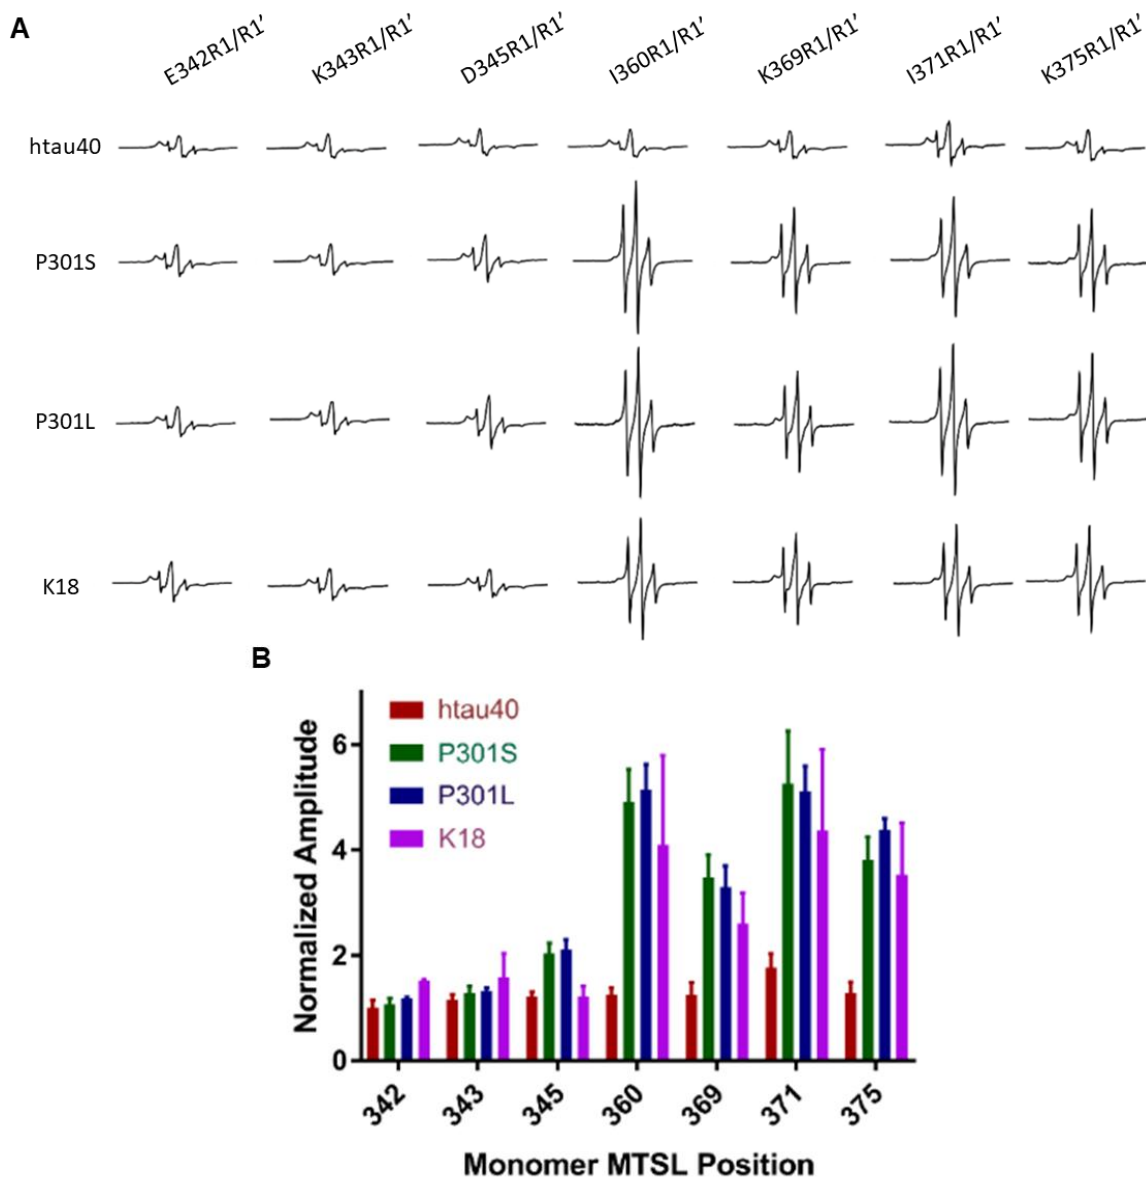 A
E342R1/R1’ K343R1/R1’ D345R1/R1’ I360R1/R1’ K369R1/R1’ I371R1/R1’ K375R1/R1’
htau40
P301S
P301L
K18
B
htau40
P301S
P301L
K18
6
4
2
0
Normalized Amplitude
342 343 345 360 369 371 375
Monomer MTSL Position